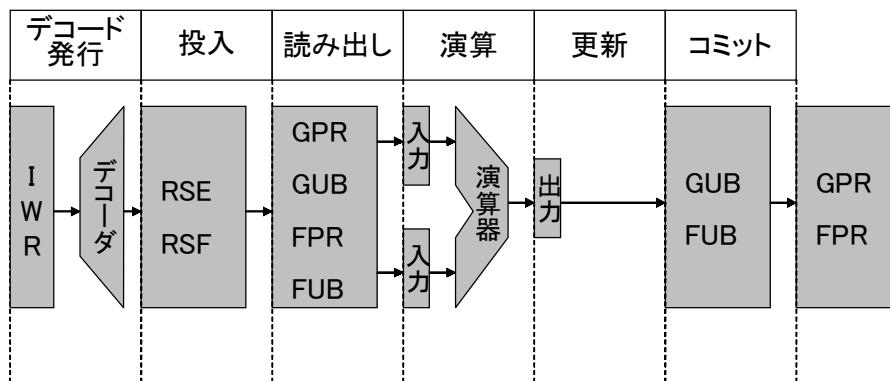 デコード
発行
投入
読み出し
演算
更新
コミット
IWR
デコーダ
RSE
RSF
GPR
GUB
FPR
FUB
入力
入力
演算器
出力
GUB
FUB
GPR
FPR